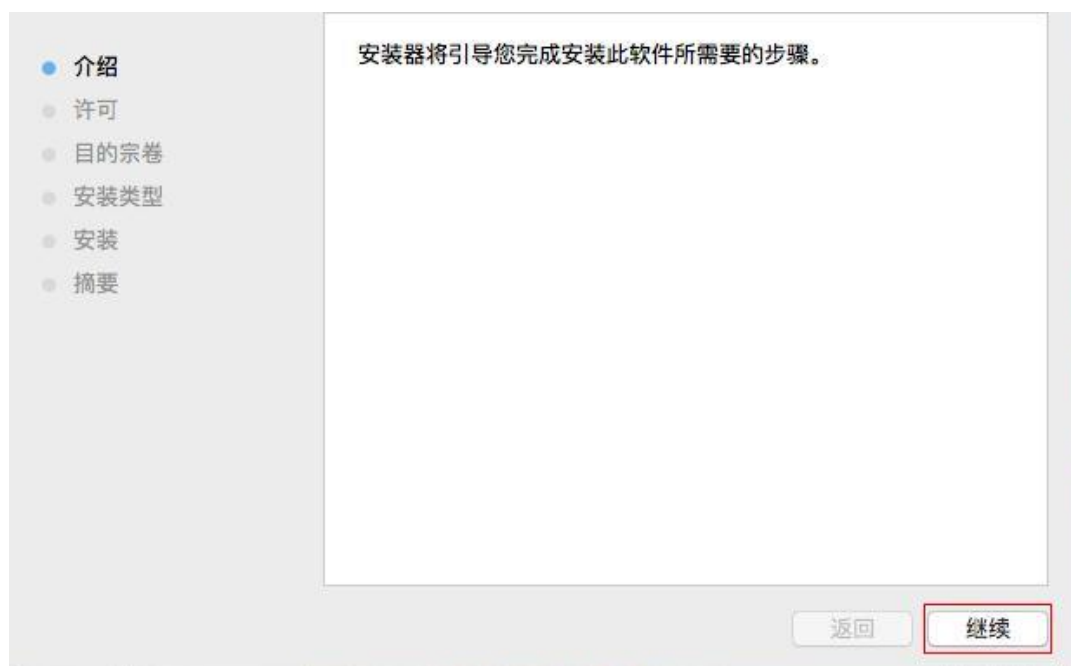 介绍
许可
目的宗卷
安装类型
安装
摘要
安装器将引导您完成安装此软件所需要的步骤。
返回
继续